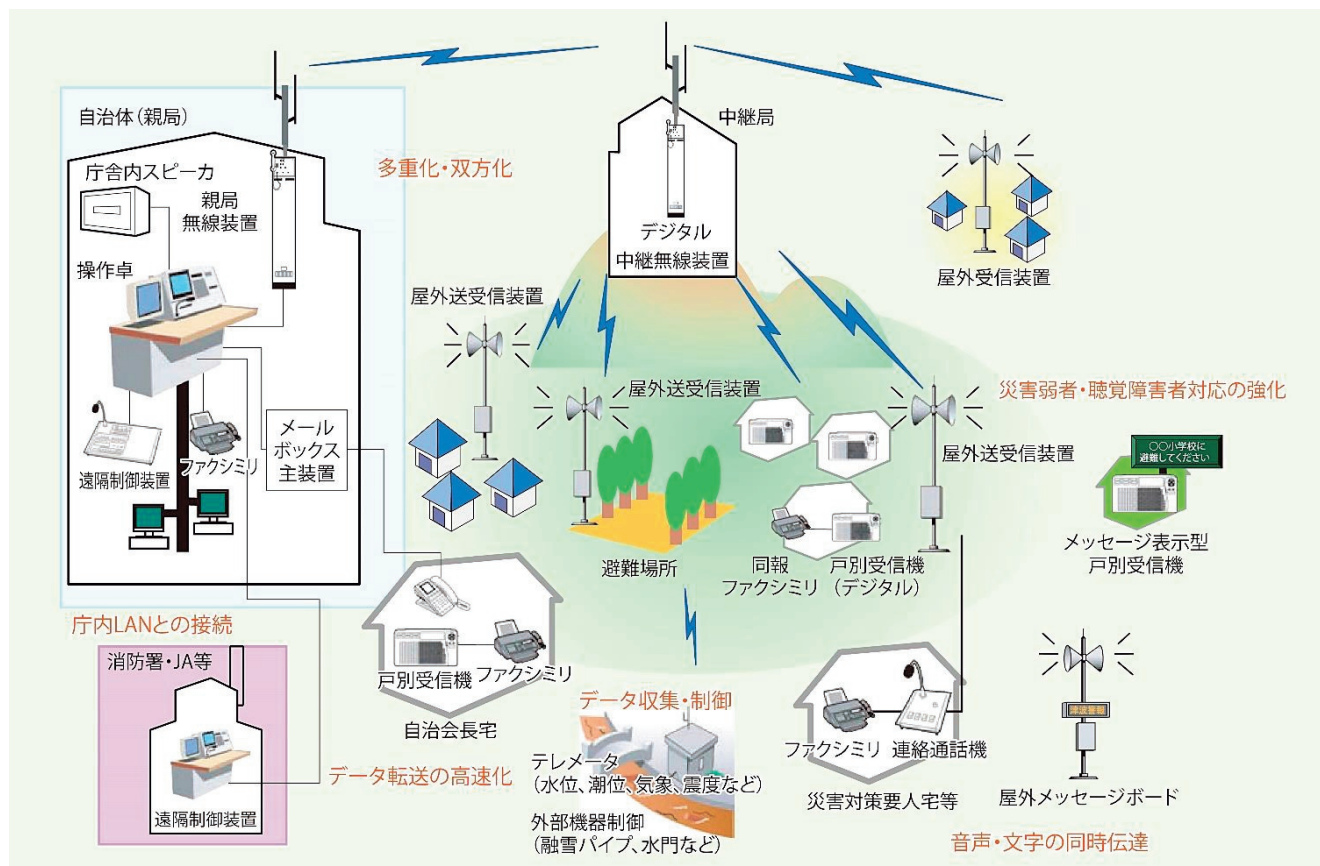 自治体（親局）
庁舎内スピーカ
親局
無線装置
操作卓
遠隔制御装置
ファクシミリ
メール
ボックス
主装置
多重化・双方化
中継局
デジタル
中継無線装置
屋外受信装置
屋外送受信装置
屋外送受信装置
避難場所
同報
ファクシミリ
戸別受信機
（デジタル）
屋外送受信装置
災害弱者・聴覚障害者対応の強化
〇〇小学校に
避難してください
メッセージ表示型
戸別受信機
庁内LANとの接続
消防署・JA等
遠隔制御装置
データ転送の高速化
戸別受信機
ファクシミリ
自治会長宅
データ収集・制御
テレメータ
（水位、潮位、気象、震度など）
外部機器制御
（融雪パイプ、水門など）
ファクシミリ
連絡通話機
災害対策要人宅等
屋外メッセージボード
音声・文字の同時伝達